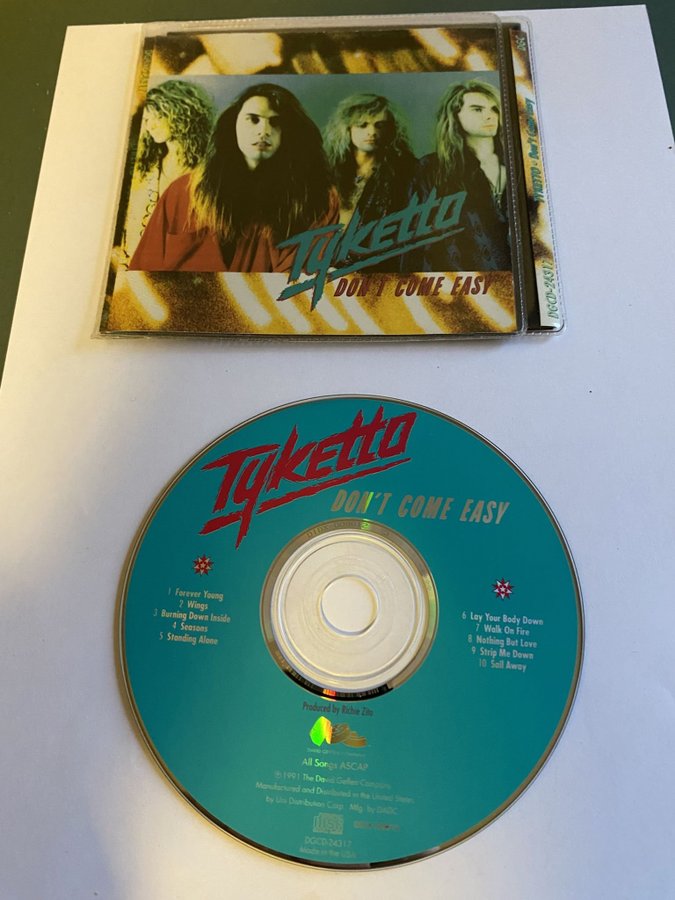 Tyketto
DON'T COME EASY
DGC
TYKETTO • Don't Come Easy
DGCD-24317
Tyketto
DON'T COME EASY
1 Forever Young
2 Wings
3 Burning Down Inside
4 Seasons
5 Standing Alone
6 Lay Your Body Down
7 Walk On Fire
8 Nothing But Love
9 Strip Me Down
10 Sail Away
Produced by Richie Zito
All Songs ASCAP
℗ 1991 The David Geffen Company
Manufactured and Distributed in the United States
by Uni Distribution Corp. Mfg. by DADC
DGCD-24317
Made in the USA